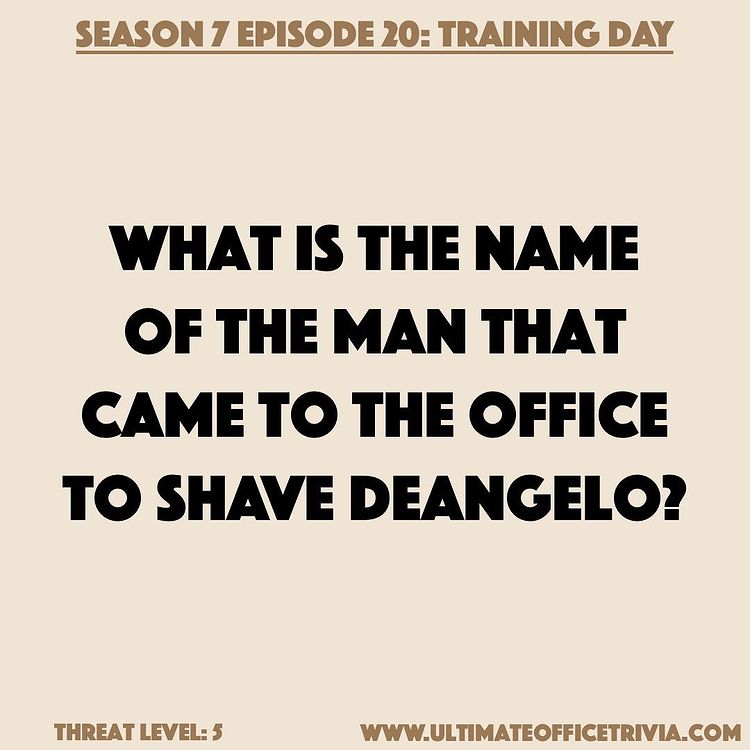 SEASON 7 EPISODE 20: TRAINING DAY
WHAT IS THE NAME
OF THE MAN THAT
CAME TO THE OFFICE
TO SHAVE DEANGELO?
THREAT LEVEL: 5
WWW.ULTIMATEOFFICETRIVIA.COM